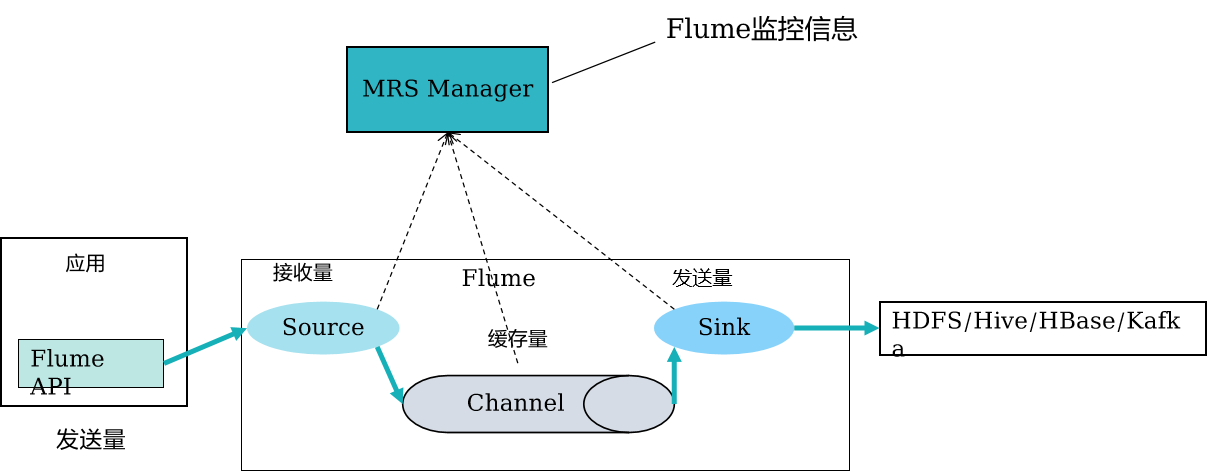 Flume监控信息
MRS Manager
应用
接收量
Flume
发送量
Source
缓存量
Sink
HDFS/Hive/HBase/Kafk
a
Flume
API
Channel
发送量